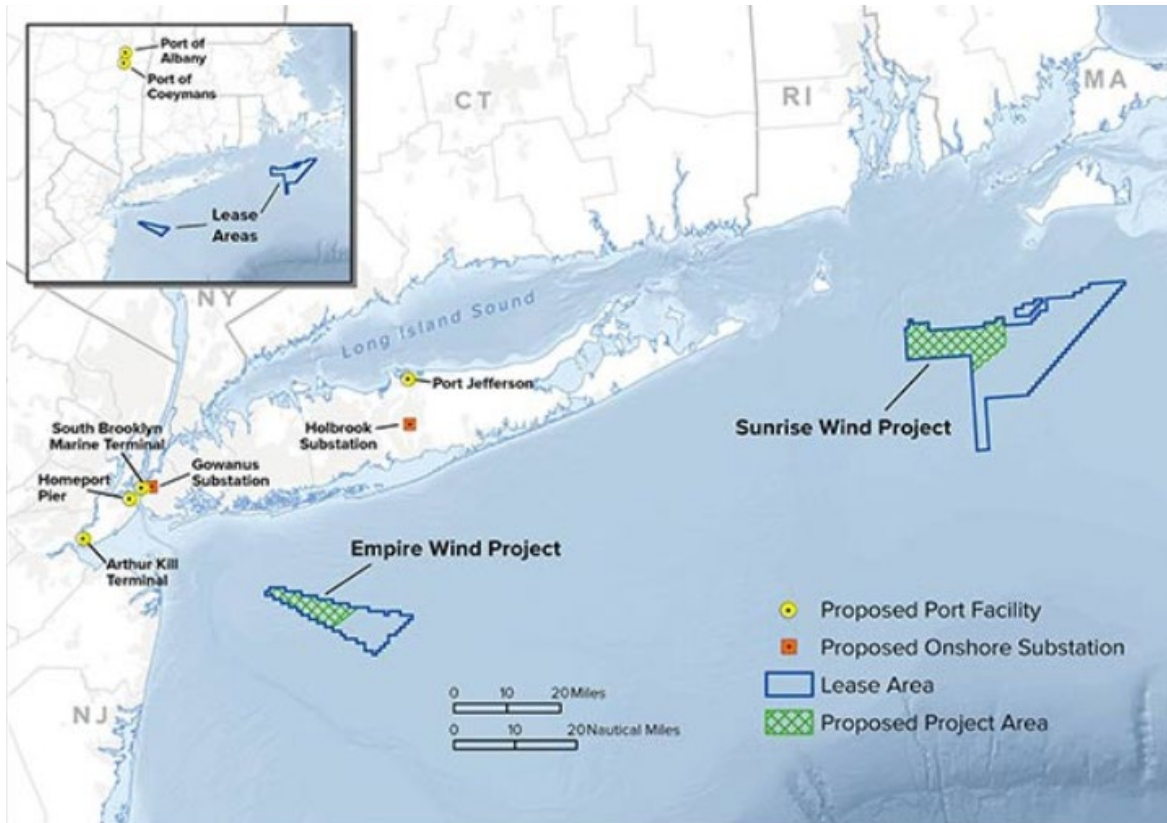 Port of
Albany
Port of
Coeymans
Lease
Areas
CT
RI
MA
NY
Long Island Sound
Port Jefferson
Holbrook
Substation
South Brooklyn
Marine Terminal
Gowanus
Substation
Homeport
Pier
Arthur Kill
Terminal
Sunrise Wind Project
Empire Wind Project
NJ
0 10 20 Miles
0 10 20 Nautical Miles
Proposed Port Facility
Proposed Onshore Substation
Lease Area
Proposed Project Area